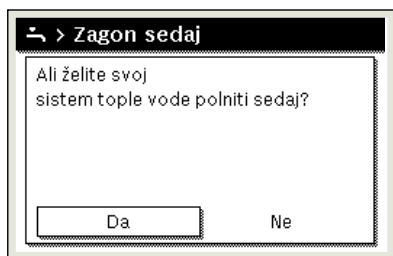 > Zagon sedaj
Ali želite svoj
sistem tople vode polniti sedaj?
Da
Ne